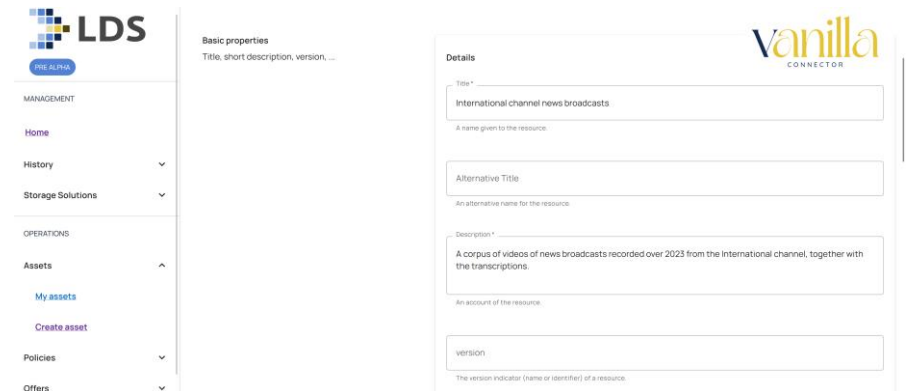 LDS
PRE ALPHA
MANAGEMENT
Home
History
Storage Solutions
OPERATIONS
Assets
My assets
Create asset
Policies
Offers
Basic properties
Title, short description, version, ...
vanilla
CONNECTOR
Details
Title *
International channel news broadcasts
A name given to the resource.
Alternative Title
An alternative name for the resource.
Description *
A corpus of videos of news broadcasts recorded over 2023 from the International channel, together with
the transcriptions.
An account of the resource.
version
The version indicator (name or identifier) of a resource.